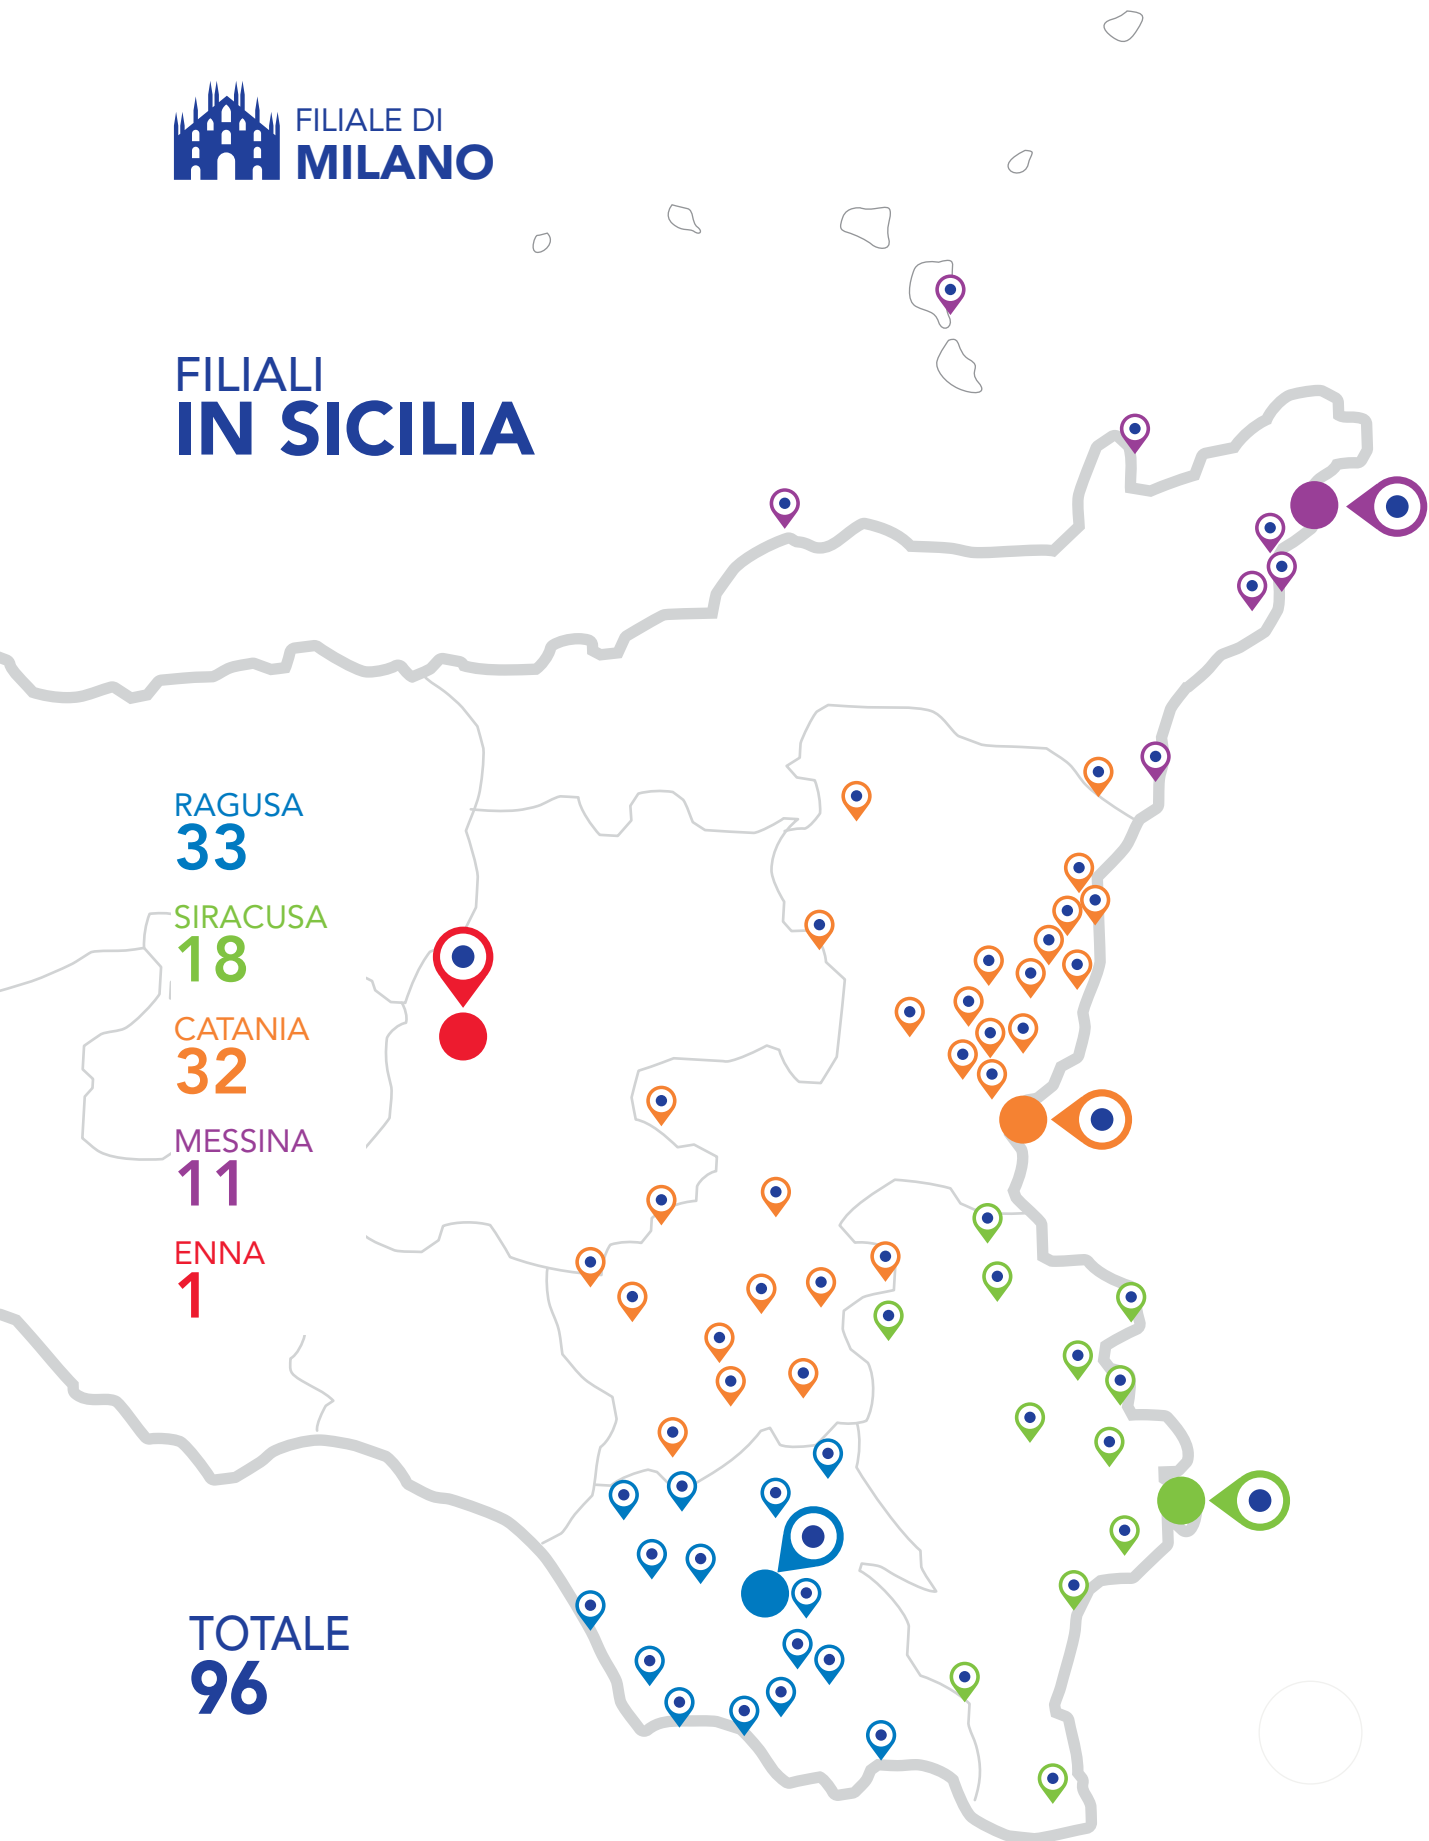 FILIALE DI
MILANO
FILIALI
IN SICILIA
RAGUSA
33
SIRACUSA
18
CATANIA
32
MESSINA
11
ENNA
1
TOTALE
96